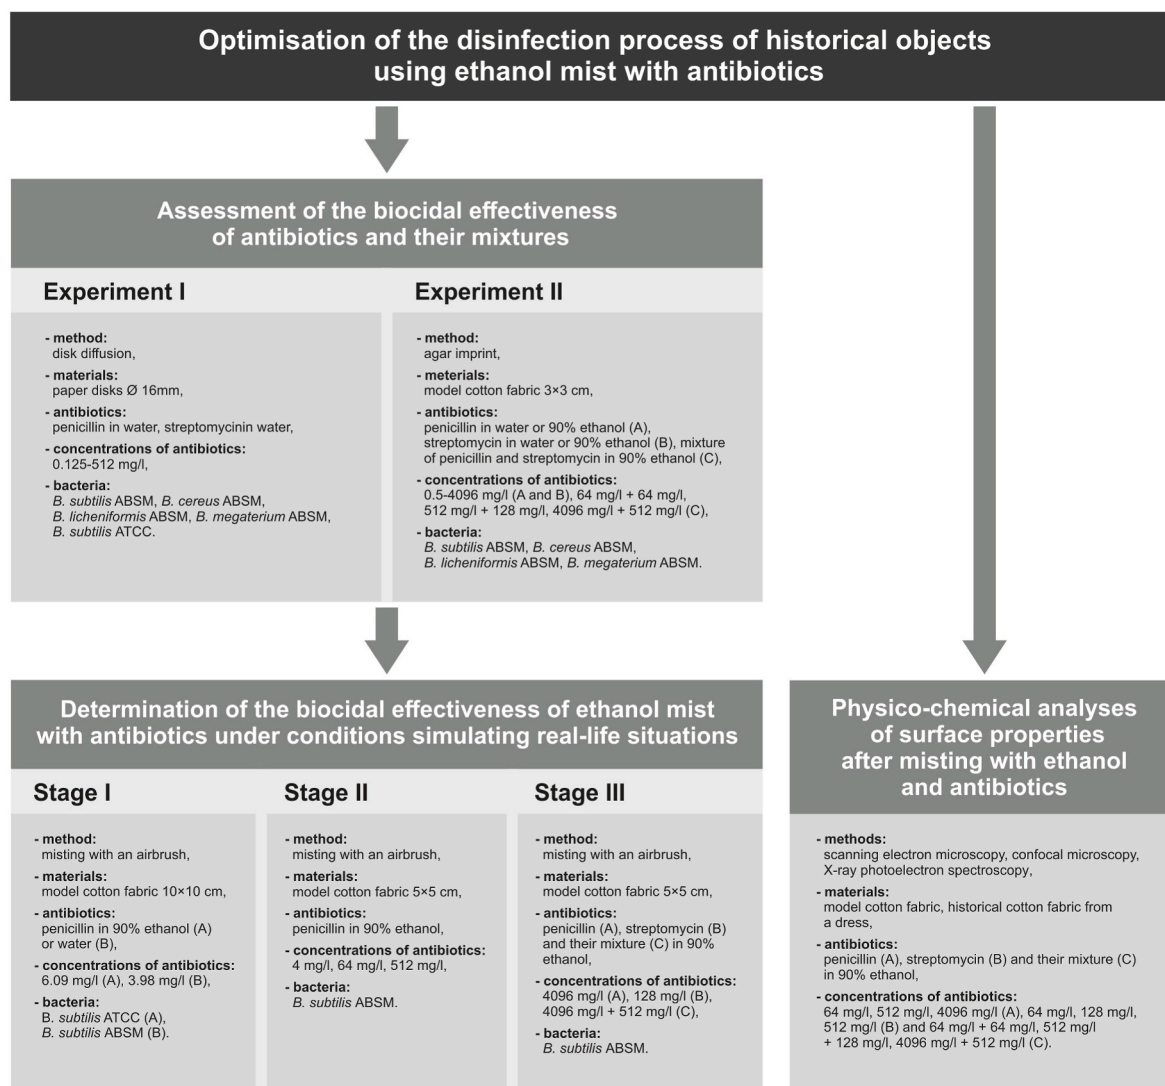 Optimisation of the disinfection process of historical objects
using ethanol mist with antibiotics
Assessment of the biocidal effectiveness
of antibiotics and their mixtures
Experiment I
- method:
disk diffusion,
- materials:
paper disks Ø 16mm,
- antibiotics:
penicillin in water, streptomycinin water,
- concentrations of antibiotics:
0.125-512 mg/l,
- bacteria:
B. subtilis ABSM, B. cereus ABSM,
B. licheniformis ABSM, B. megaterium ABSM,
B. subtilis ATCC.
Experiment II
- method:
agar imprint,
- meterials:
model cotton fabric 3×3 cm,
- antibiotics:
penicillin in water or 90% ethanol (A),
streptomycin in water or 90% ethanol (B), mixture
of penicillin and streptomycin in 90% ethanol (C),
- concentrations of antibiotics:
0.5-4096 mg/l (A and B), 64 mg/l + 64 mg/l,
512 mg/l + 128 mg/l, 4096 mg/l + 512 mg/l (C),
- bacteria:
B. subtilis ABSM, B. cereus ABSM,
B. licheniformis ABSM, B. megaterium ABSM.
Determination of the biocidal effectiveness of ethanol mist
with antibiotics under conditions simulating real-life situations
Stage I
- method:
misting with an airbrush,
- materials:
model cotton fabric 10×10 cm,
- antibiotics:
penicillin in 90% ethanol (A)
or water (B),
- concentrations of antibiotics:
6.09 mg/l (A), 3.98 mg/l (B),
- bacteria:
B. subtilis ATCC (A),
B. subtilis ABSM (B).
Stage II
- method:
misting with an airbrush,
- materials:
model cotton fabric 5×5 cm,
- antibiotics:
penicillin in 90% ethanol,
- concentrations of antibiotics:
4 mg/l, 64 mg/l, 512 mg/l,
- bacteria:
B. subtilis ABSM.
Stage III
- method:
misting with an airbrush,
- materials:
model cotton fabric 5×5 cm,
- antibiotics:
penicillin (A), streptomycin (B)
and their mixture (C) in 90%
ethanol,
- concentrations of antibiotics:
4096 mg/l (A), 128 mg/l (B),
4096 mg/l + 512 mg/l (C),
- bacteria:
B. subtilis ABSM.
Physico-chemical analyses
of surface properties
after misting with ethanol
and antibiotics
- methods:
scanning electron microscopy, confocal microscopy,
X-ray photoelectron spectroscopy,
- materials:
model cotton fabric, historical cotton fabric from
a dress,
- antibiotics:
penicillin (A), streptomycin (B) and their mixture (C)
in 90% ethanol,
- concentrations of antibiotics:
64 mg/l, 512 mg/l, 4096 mg/l (A), 64 mg/l, 128 mg/l,
512 mg/l (B) and 64 mg/l + 64 mg/l, 512 mg/l
+ 128 mg/l, 4096 mg/l + 512 mg/l (C).